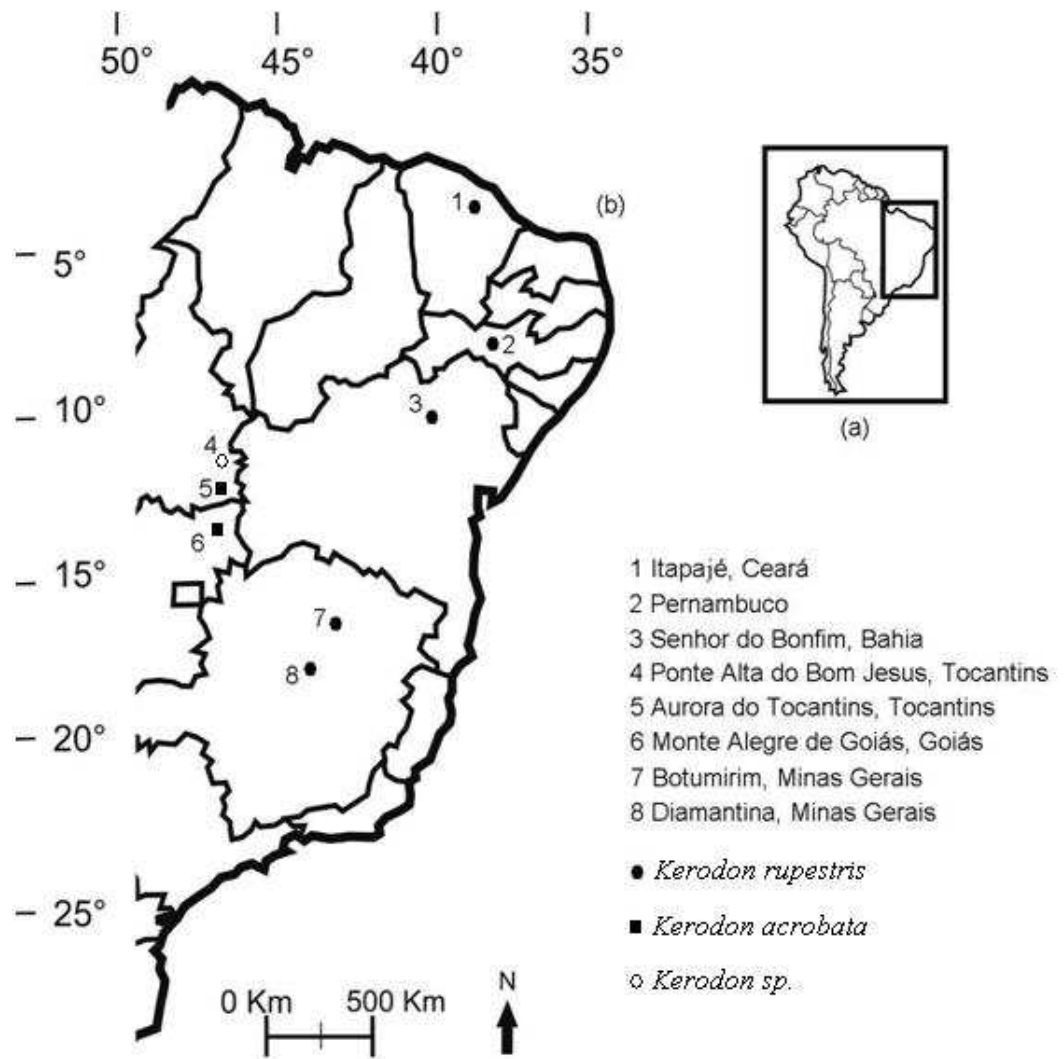 50° 45° 40° 35°
5°
10°
15°
20°
25°
1
2
3
4
5
6
7
8
(b)
(a)
1 Itapajé, Ceará
2 Pernambuco
3 Senhor do Bonfim, Bahia
4 Ponte Alta do Bom Jesus, Tocantins
5 Aurora do Tocantins, Tocantins
6 Monte Alegre de Goiás, Goiás
7 Botumirim, Minas Gerais
8 Diamantina, Minas Gerais
Kerodon rupestris
Kerodon acrobata
Kerodon sp.
0 Km 500 Km
N